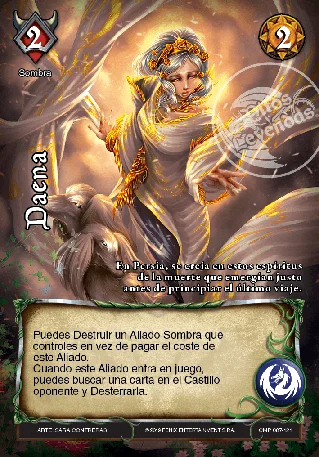 2
2
Sombra
Mitos y Leyendas
Daena
En Persia, se creía en estos espíritus
de la muerte que emergían justo
antes de principiar el último viaje.
Puedes Destruir un Aliado Sombra que
controles en vez de pagar el coste de
este Aliado.
Cuando este Aliado entra en juego,
puedes buscar una carta en el Castillo
oponente y Desterrarla.